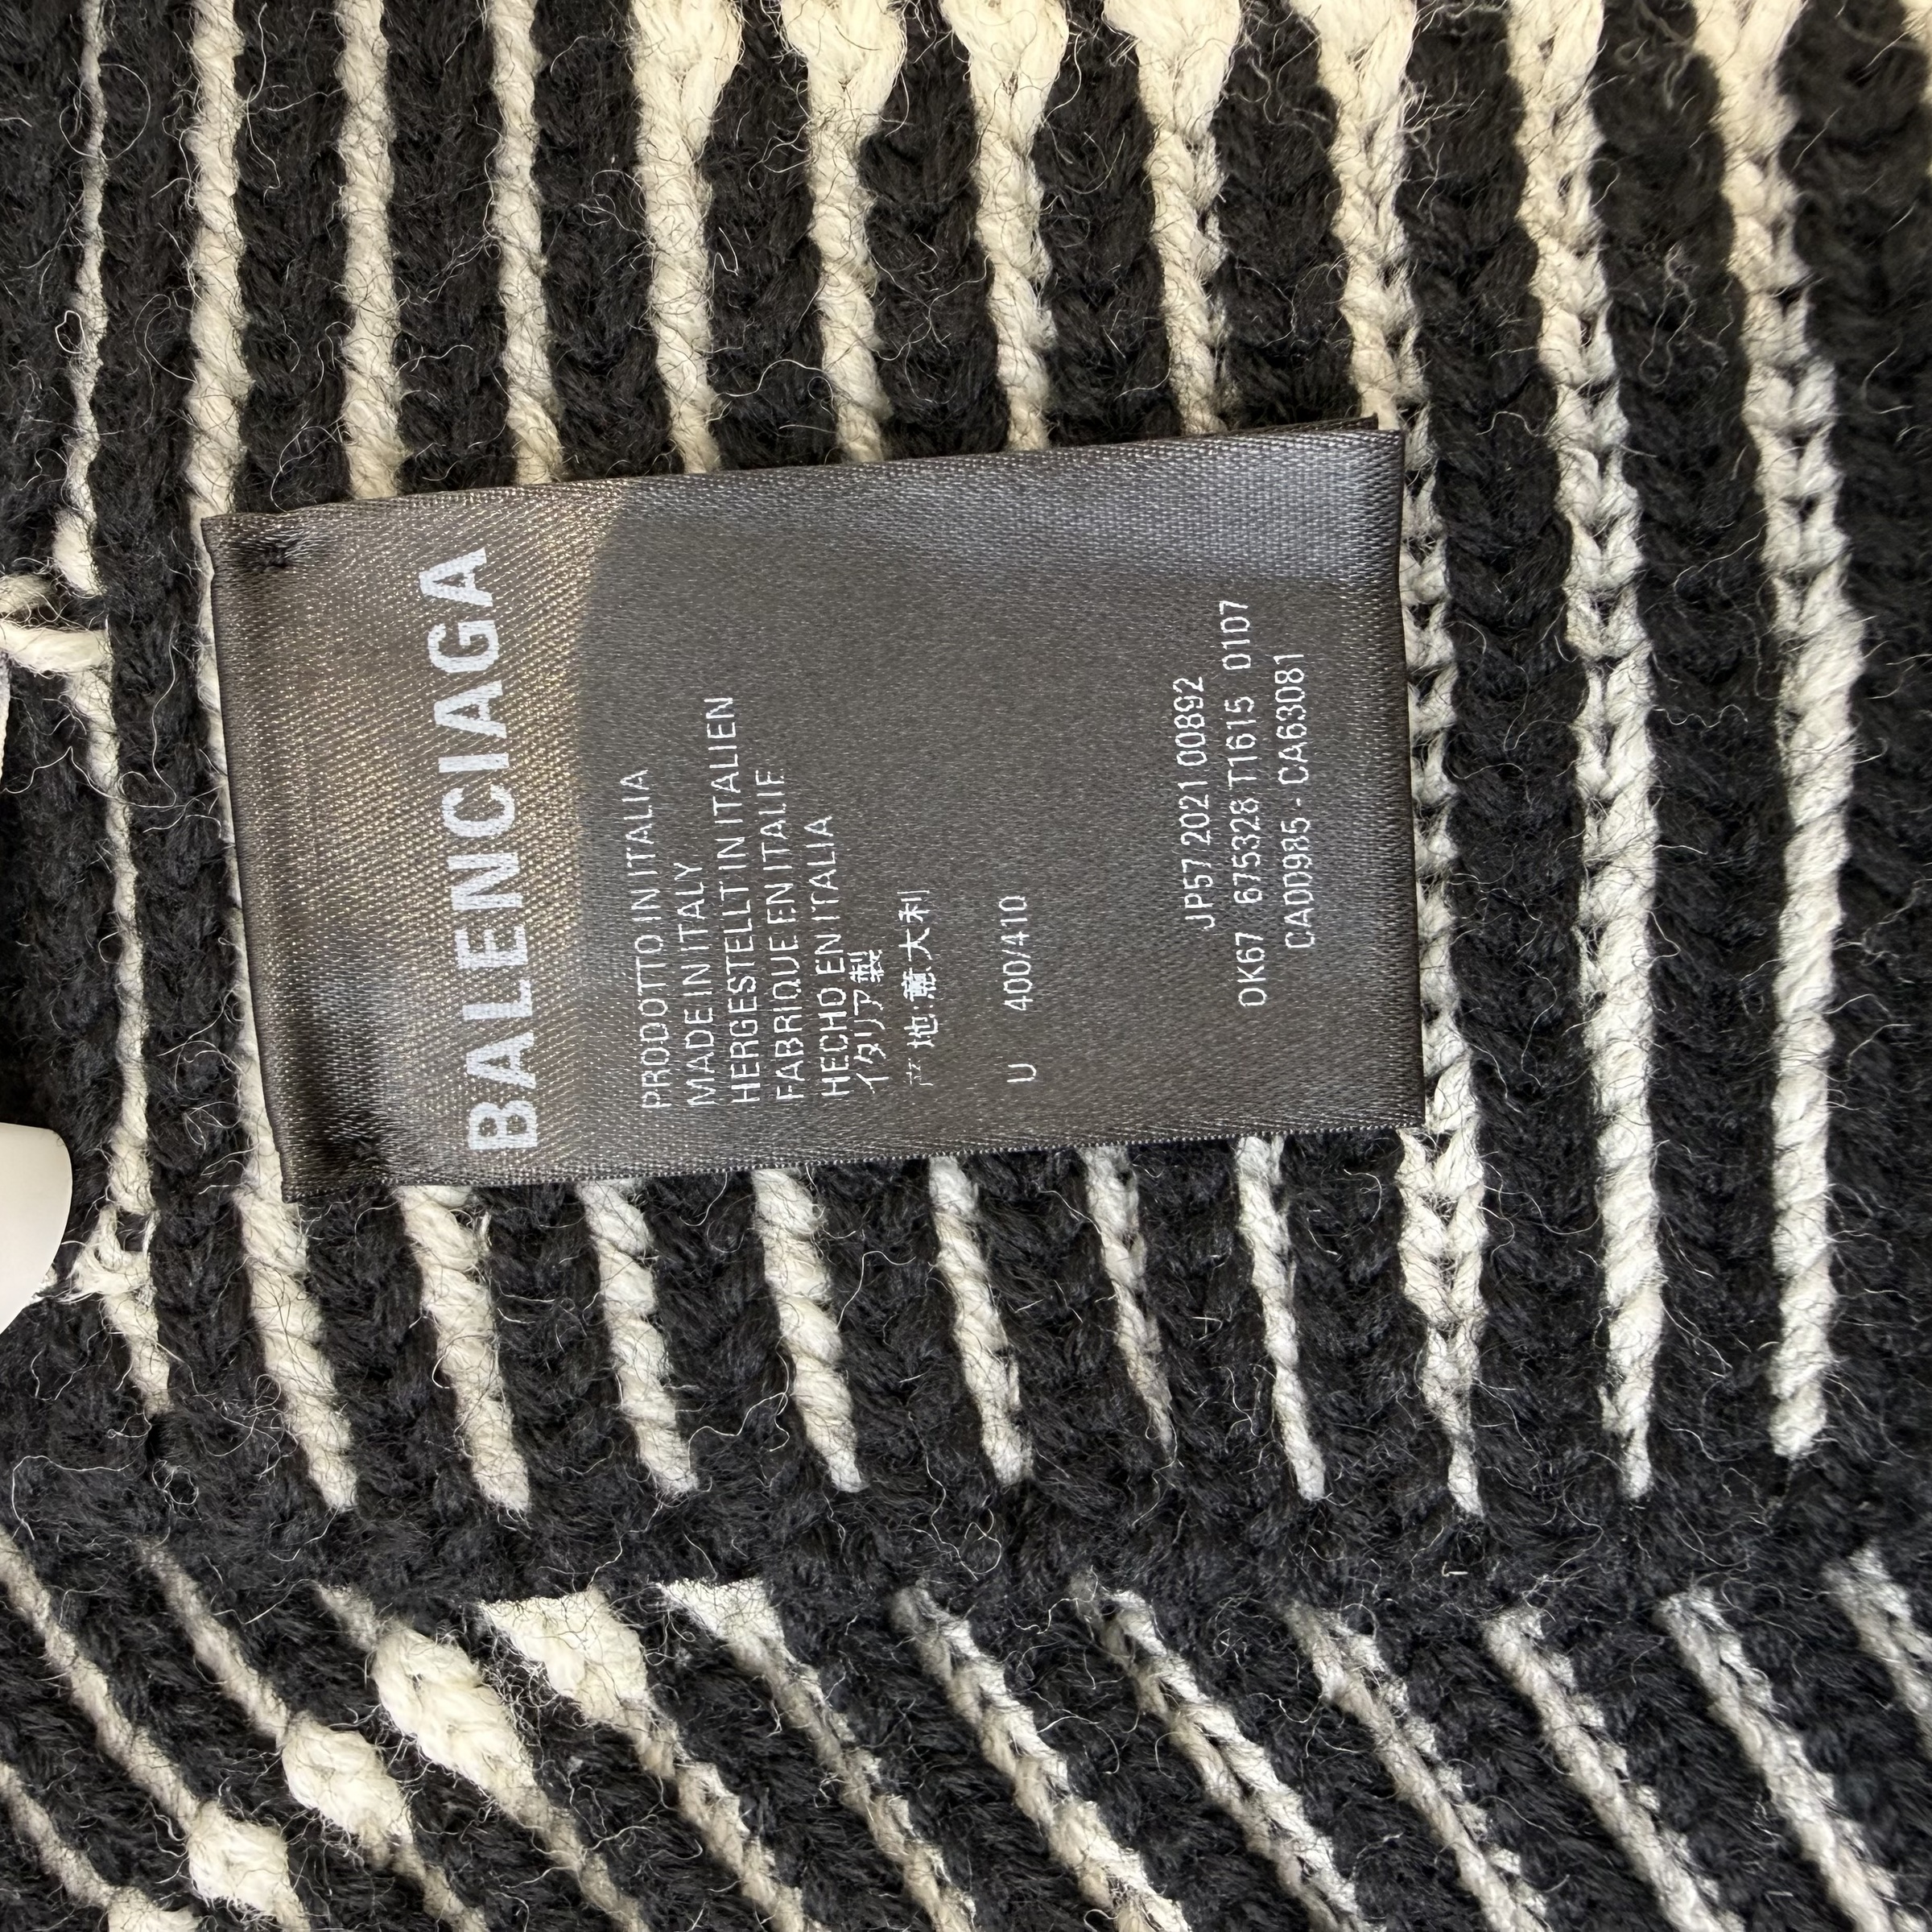 BALENCIAGA
PRODOTTO IN ITALIA
MADE IN ITALY
HERGESTELLT IN ITALIEN
FABRIQUE EN ITALIE
HECHO EN ITALIA
イタリア製
产地:意大利
U 400/410
JP57 2021 00892
OK67 675328 T1615 0107
CADD985 - CA63081